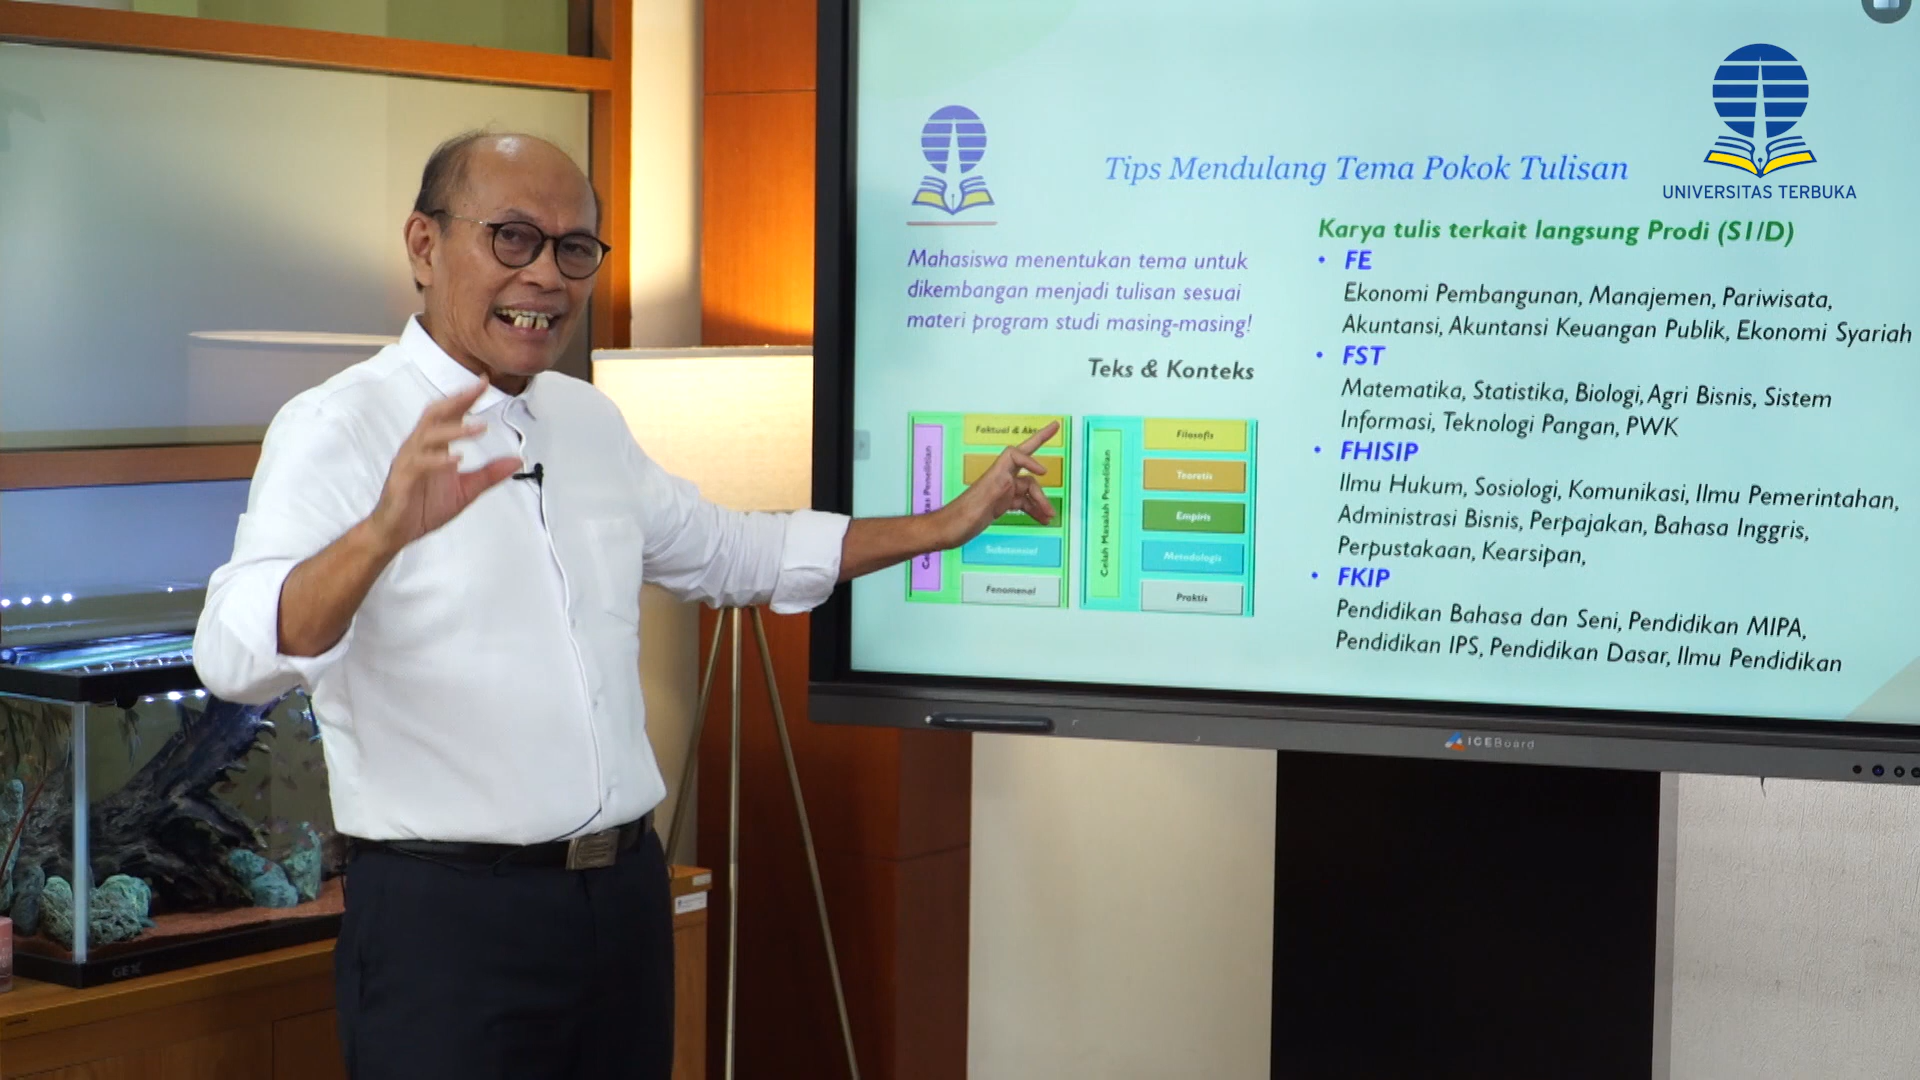 UNIVERSITAS TERBUKA
Tips Mendulang Tema Pokok Tulisan
Mahasiswa menentukan tema untuk
dikembangan menjadi tulisan sesuai
materi program studi masing-masing!
Teks & Konteks
Penelitian
Faktual &
Substansial
Fenomenal
Celah Masalah Penelitian
Filosofis
Teoretis
Empiris
Metodologis
Praktis
Karya tulis terkait langsung Prodi (S1/D)
• FE
Ekonomi Pembangunan, Manajemen, Pariwisata,
Akuntansi, Akuntansi Keuangan Publik, Ekonomi Syariah
• FST
Matematika, Statistika, Biologi, Agri Bisnis, Sistem
Informasi, Teknologi Pangan, PWK
• FHISIP
Ilmu Hukum, Sosiologi, Komunikasi, Ilmu Pemerintahan,
Administrasi Bisnis, Perpajakan, Bahasa Inggris,
Perpustakaan, Kearsipan,
• FKIP
Pendidikan Bahasa dan Seni, Pendidikan MIPA,
Pendidikan IPS, Pendidikan Dasar, Ilmu Pendidikan
ICEBoard
GEX